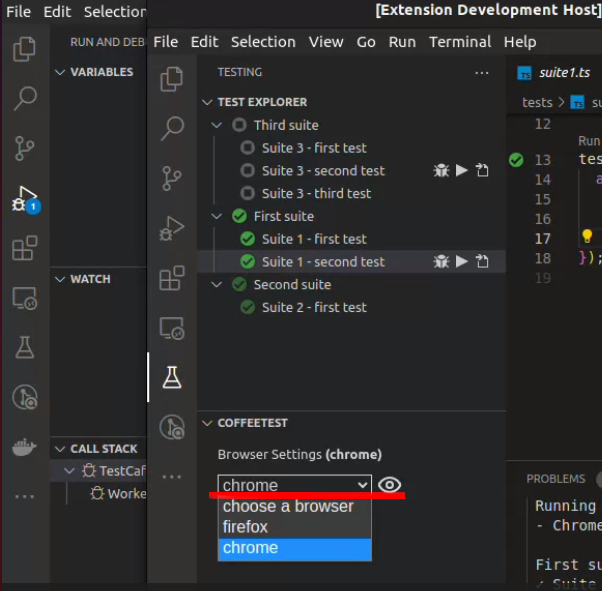 File Edit Selection
[Extension Development Host]
RUN AND DEB
VARIABLES
WATCH
CALL STACK
TestCaf
Worke
1
File Edit Selection View Go Run Terminal Help
TESTING
TEST EXPLORER
Third suite
Suite 3 - first test
Suite 3 - second test
Suite 3 - third test
First suite
Suite 1 - first test
Suite 1 - second test
Second suite
Suite 2 - first test
COFFEETEST
Browser Settings (chrome)
chrome
choose a browser
firefox
chrome
TS suite1.ts
tests > TS su
12
Run
13 tes
14 a
15
16
17
18 });
19
PROBLEMS
Running
- Chrome
First su
✓ Suite